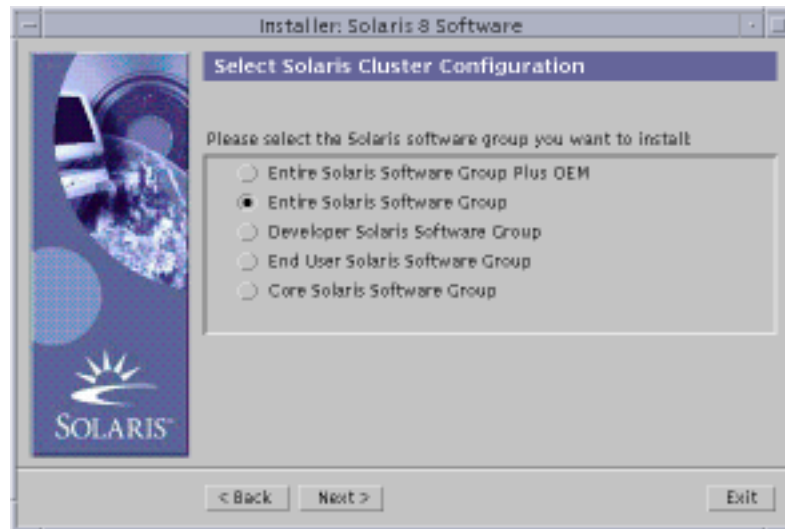 Installer: Solaris 8 Software
Select Solaris Cluster Configuration
Please select the Solaris software group you want to install:
Entire Solaris Software Group Plus OEM
Entire Solaris Software Group
Developer Solaris Software Group
End User Solaris Software Group
Core Solaris Software Group
SOLARIS™
< Back
Next >
Exit